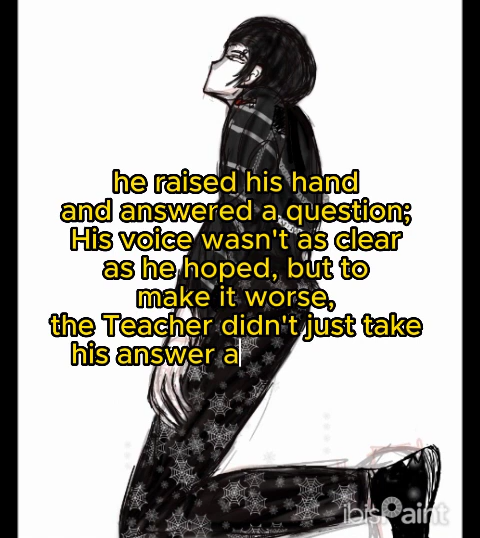 he raised his hand
and answered a question;
His voice wasn't as clear
as he hoped, but to
make it worse,
the Teacher didn't just take
his answer a
ibisPaint